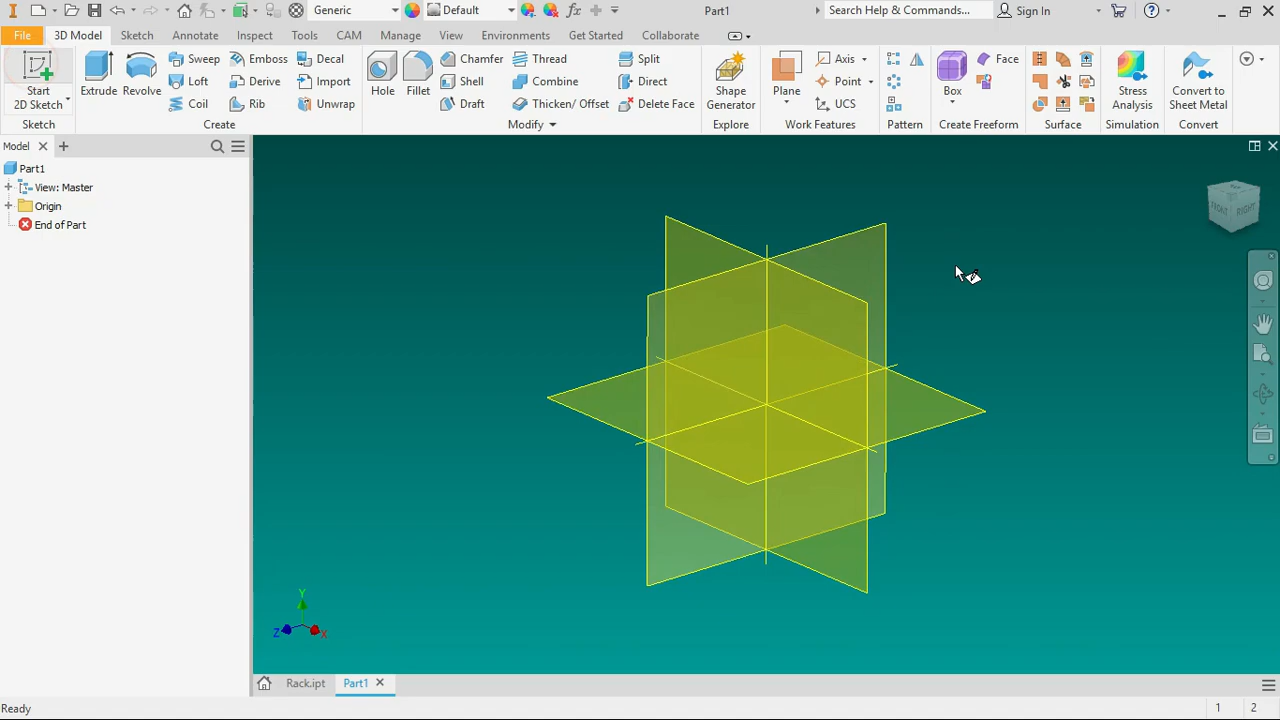 Generic
Default
Part1
Search Help & Commands...
Sign In
File
3D Model
Sketch
Annotate
Inspect
Tools
CAM
Manage
View
Environments
Get Started
Collaborate
Start
2D Sketch
Sketch
Extrude
Revolve
Sweep
Loft
Coil
Emboss
Derive
Rib
Decal
Import
Unwrap
Create
Hole
Fillet
Chamfer
Shell
Draft
Thread
Combine
Thicken/ Offset
Split
Direct
Delete Face
Modify
Shape
Generator
Explore
Plane
Axis
Point
UCS
Work Features
Pattern
Box
Face
Create Freeform
Surface
Stress
Analysis
Simulation
Convert to
Sheet Metal
Convert
Model
Part1
View: Master
Origin
End of Part
FRONT
RIGHT
Y
Z
X
Rack.ipt
Part1
Ready
1
2